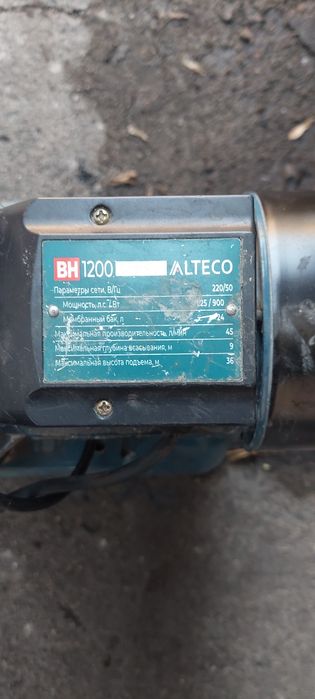 BH 1200 ALTECO
Параметры сети, В/Гц 220/50
Мощность, л.с./Вт 1,25 / 900
Мембранный бак, л 24
Максимальная производительность, л/мин 45
Максимальная глубина всасывания, м 9
Максимальная высота подъема, м 36